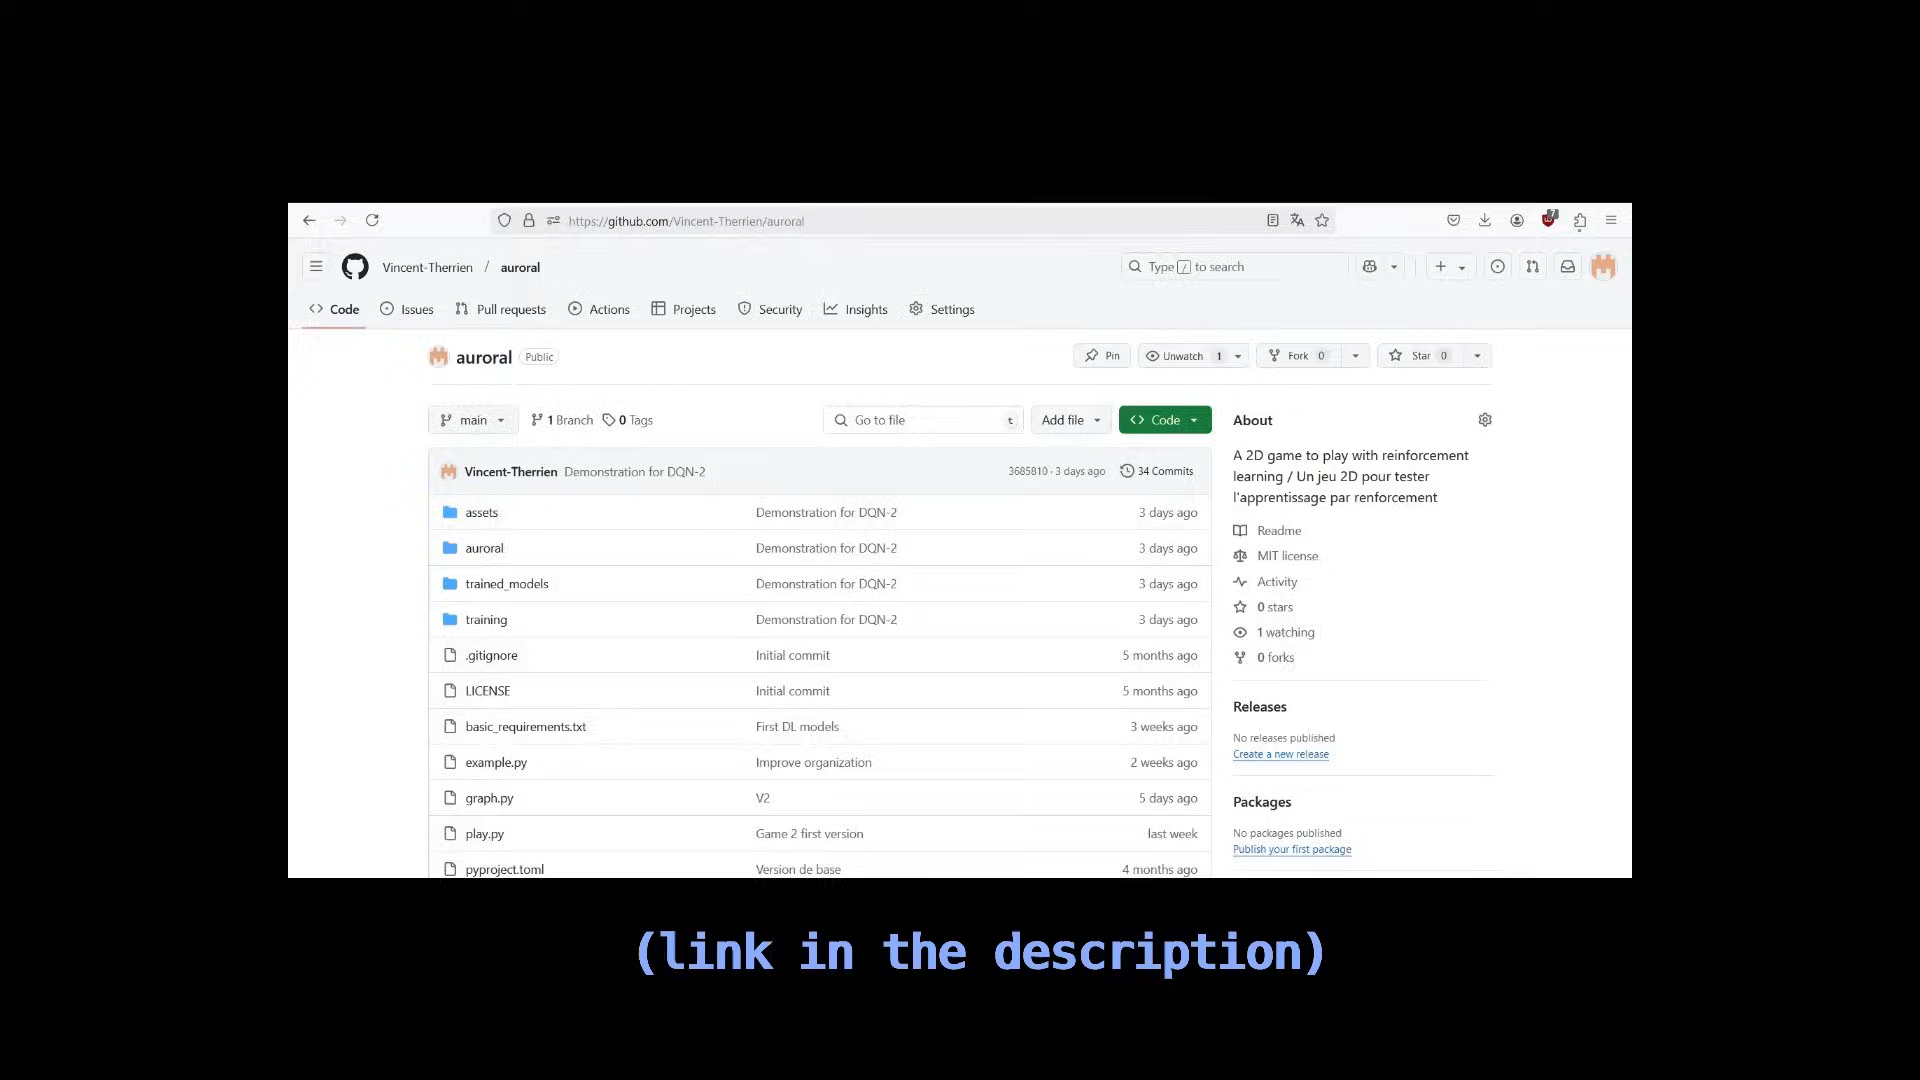 https://github.com/Vincent-Therrien/auroral
7
Vincent-Therrien / auroral
Type / to search
Code
Issues
Pull requests
Actions
Projects
Security
Insights
Settings
auroral Public
Pin
Unwatch 1
Fork 0
Star 0
main
1 Branch
0 Tags
Go to file t
Add file
Code
Vincent-Therrien Demonstration for DQN-2 3685810 · 3 days ago 34 Commits
assets Demonstration for DQN-2 3 days ago
auroral Demonstration for DQN-2 3 days ago
trained_models Demonstration for DQN-2 3 days ago
training Demonstration for DQN-2 3 days ago
.gitignore Initial commit 5 months ago
LICENSE Initial commit 5 months ago
basic_requirements.txt First DL models 3 weeks ago
example.py Improve organization 2 weeks ago
graph.py V2 5 days ago
play.py Game 2 first version last week
pyproject.toml Version de base 4 months ago
About
A 2D game to play with reinforcement
learning / Un jeu 2D pour tester
l'apprentissage par renforcement
Readme
MIT license
Activity
0 stars
1 watching
0 forks
Releases
No releases published
Create a new release
Packages
No packages published
Publish your first package
(link in the description)